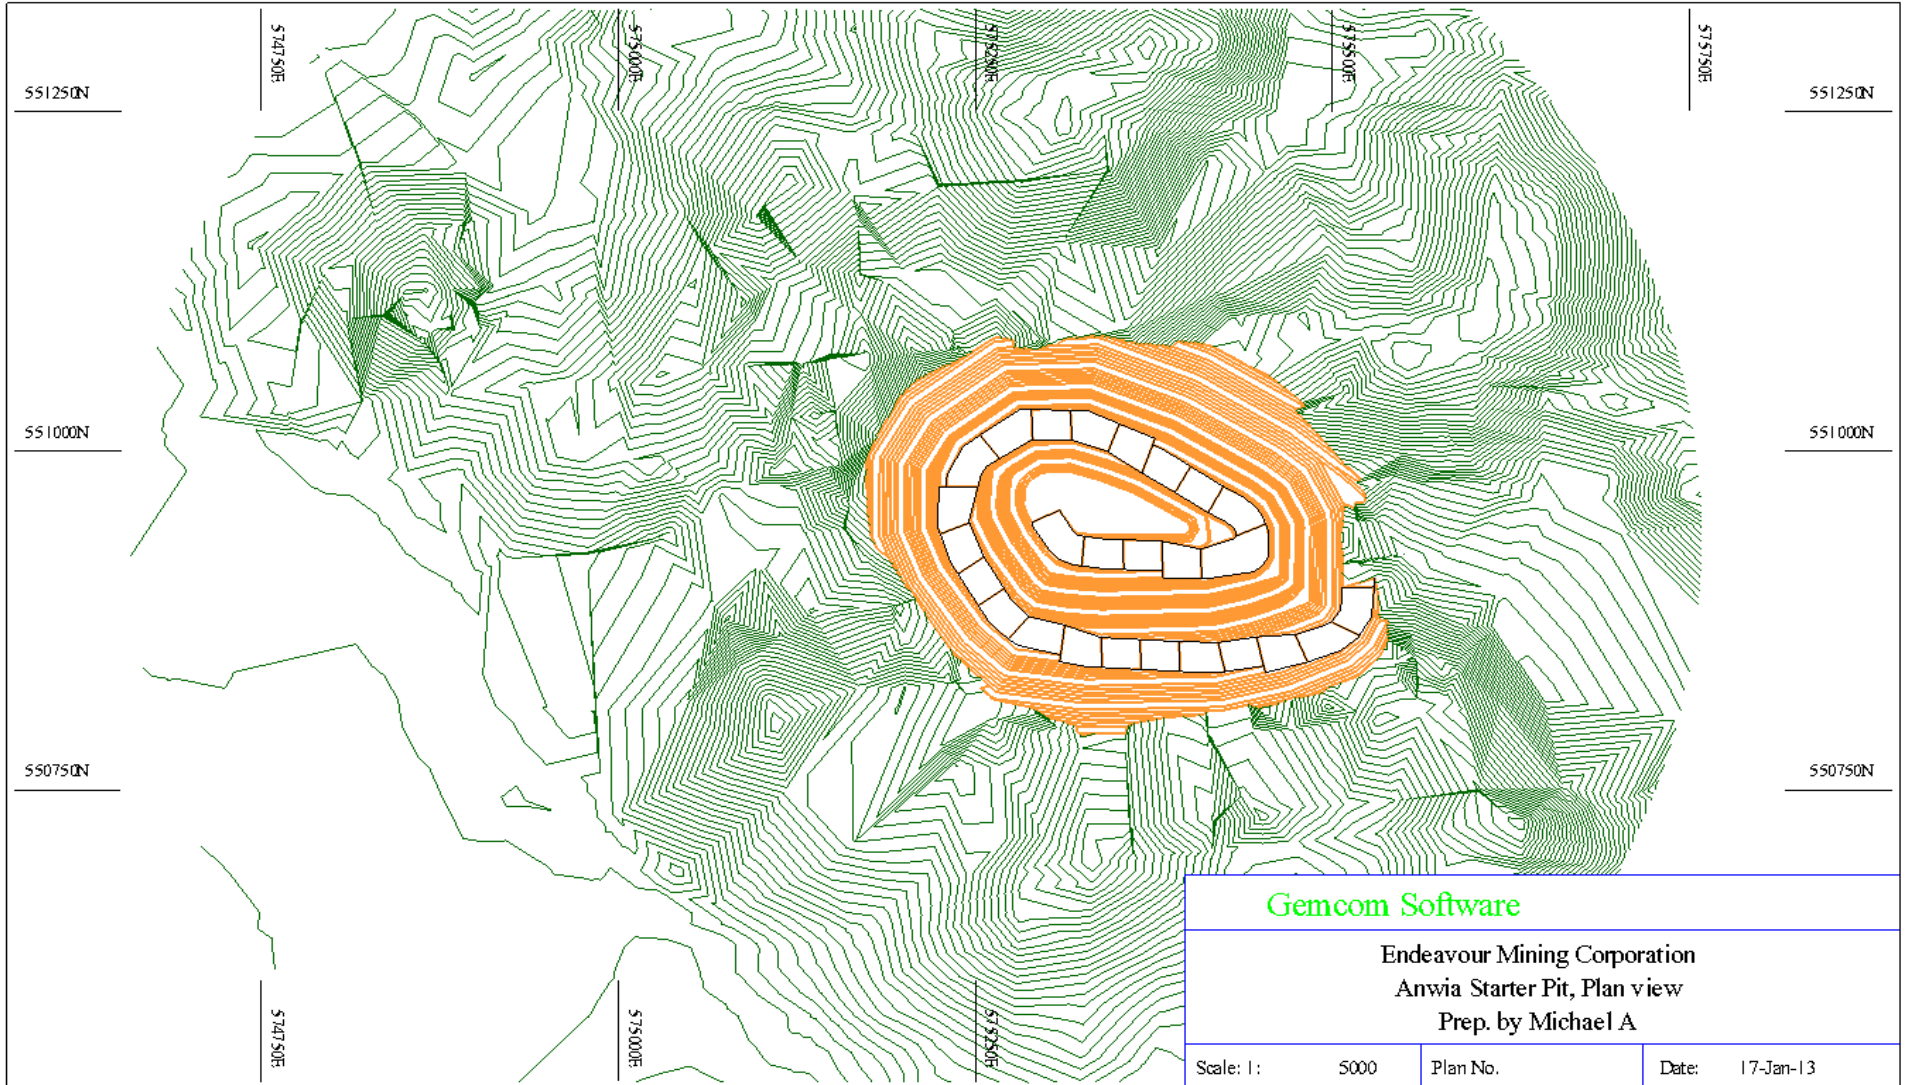 574750E
575000E
575250E
575500E
575750E
551250N
551250N
551000N
551000N
550750N
550750N
574750E
575000E
575250E
Gemcom Software
Endeavour Mining Corporation
Anwia Starter Pit, Plan view
Prep. by Michael A
Scale: 1: 5000 Plan No. Date: 17-Jan-13